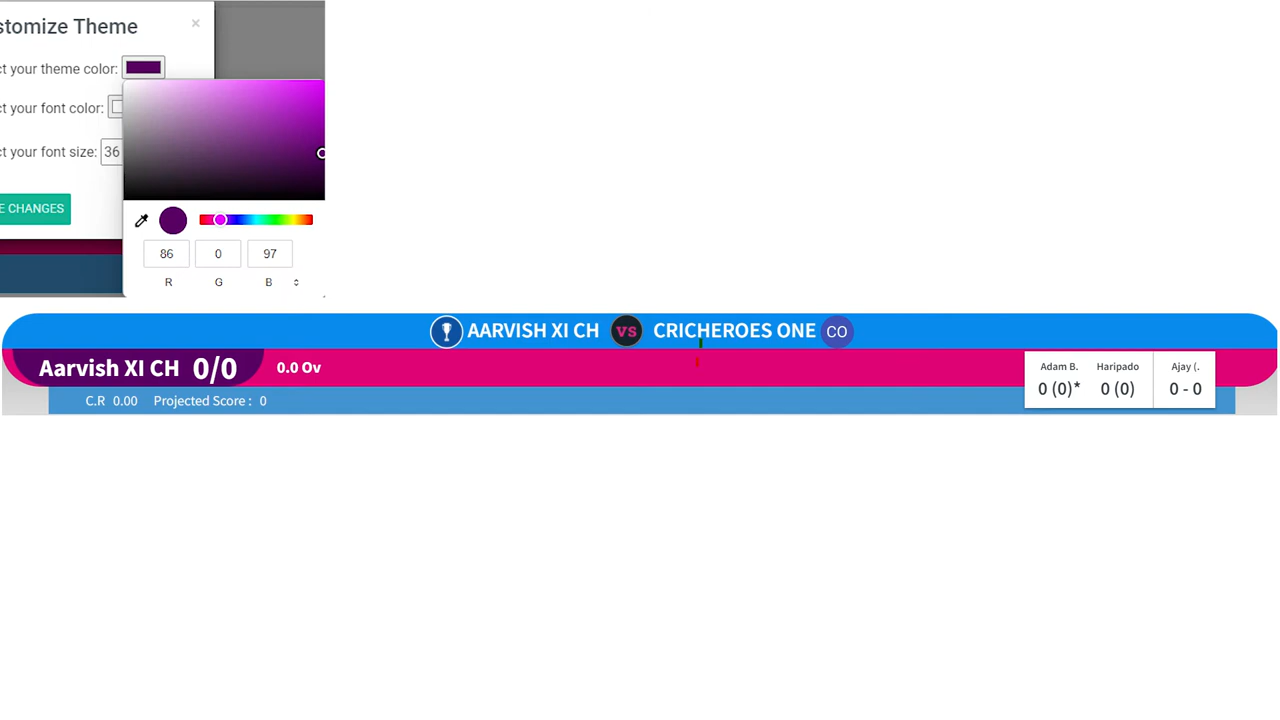 stomize Theme ×
ct your theme color:
ct your font color:
ct your font size: 36
E CHANGES
86 0 97
R G B
AARVISH XI CH VS CRICHEROES ONE CO
Aarvish XI CH 0/0 0.0 Ov
Adam B. Haripado Ajay (.
0 (0)* 0 (0) 0 - 0
C.R 0.00 Projected Score : 0